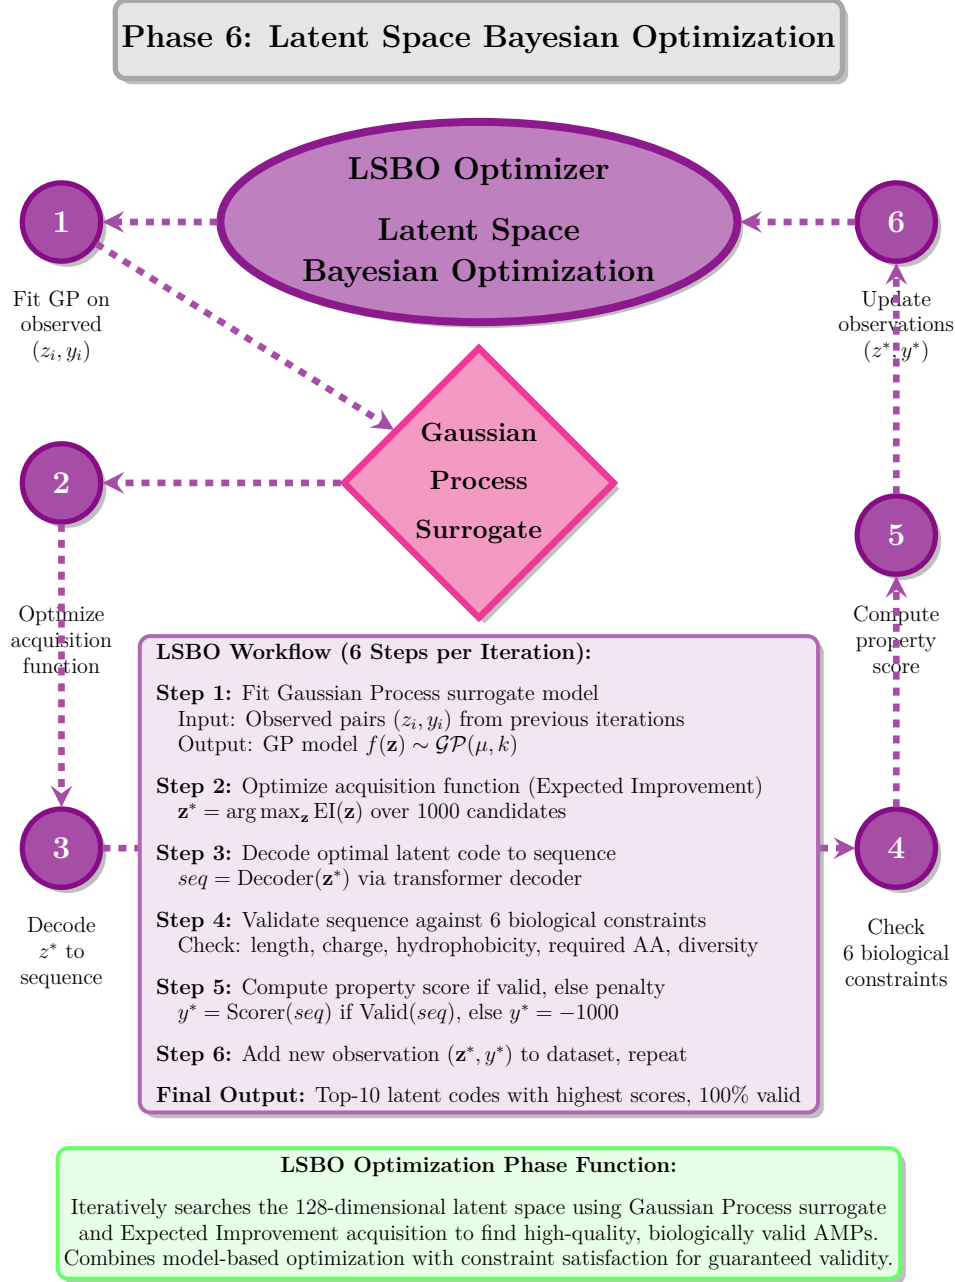 Phase 6: Latent Space Bayesian Optimization
LSBO Optimizer
Latent Space
Bayesian Optimization
1
Fit GP on
observed
(z_i, y_i)
6
Update
observations
(z*, y*)
Gaussian
Process
Surrogate
2
Optimize
acquisition
function
5
Compute
property
score
3
Decode
z* to
sequence
4
Check
6 biological
constraints
LSBO Workflow (6 Steps per Iteration):
Step 1: Fit Gaussian Process surrogate model
Input: Observed pairs (z_i, y_i) from previous iterations
Output: GP model f(𝐳) ∼ 𝒢𝒫(μ, k)
Step 2: Optimize acquisition function (Expected Improvement)
𝐳* = arg max_𝐳 EI(𝐳) over 1000 candidates
Step 3: Decode optimal latent code to sequence
seq = Decoder(𝐳*) via transformer decoder
Step 4: Validate sequence against 6 biological constraints
Check: length, charge, hydrophobicity, required AA, diversity
Step 5: Compute property score if valid, else penalty
y* = Scorer(seq) if Valid(seq), else y* = −1000
Step 6: Add new observation (𝐳*, y*) to dataset, repeat
Final Output: Top-10 latent codes with highest scores, 100% valid
LSBO Optimization Phase Function:
Iteratively searches the 128-dimensional latent space using Gaussian Process surrogate
and Expected Improvement acquisition to find high-quality, biologically valid AMPs.
Combines model-based optimization with constraint satisfaction for guaranteed validity.